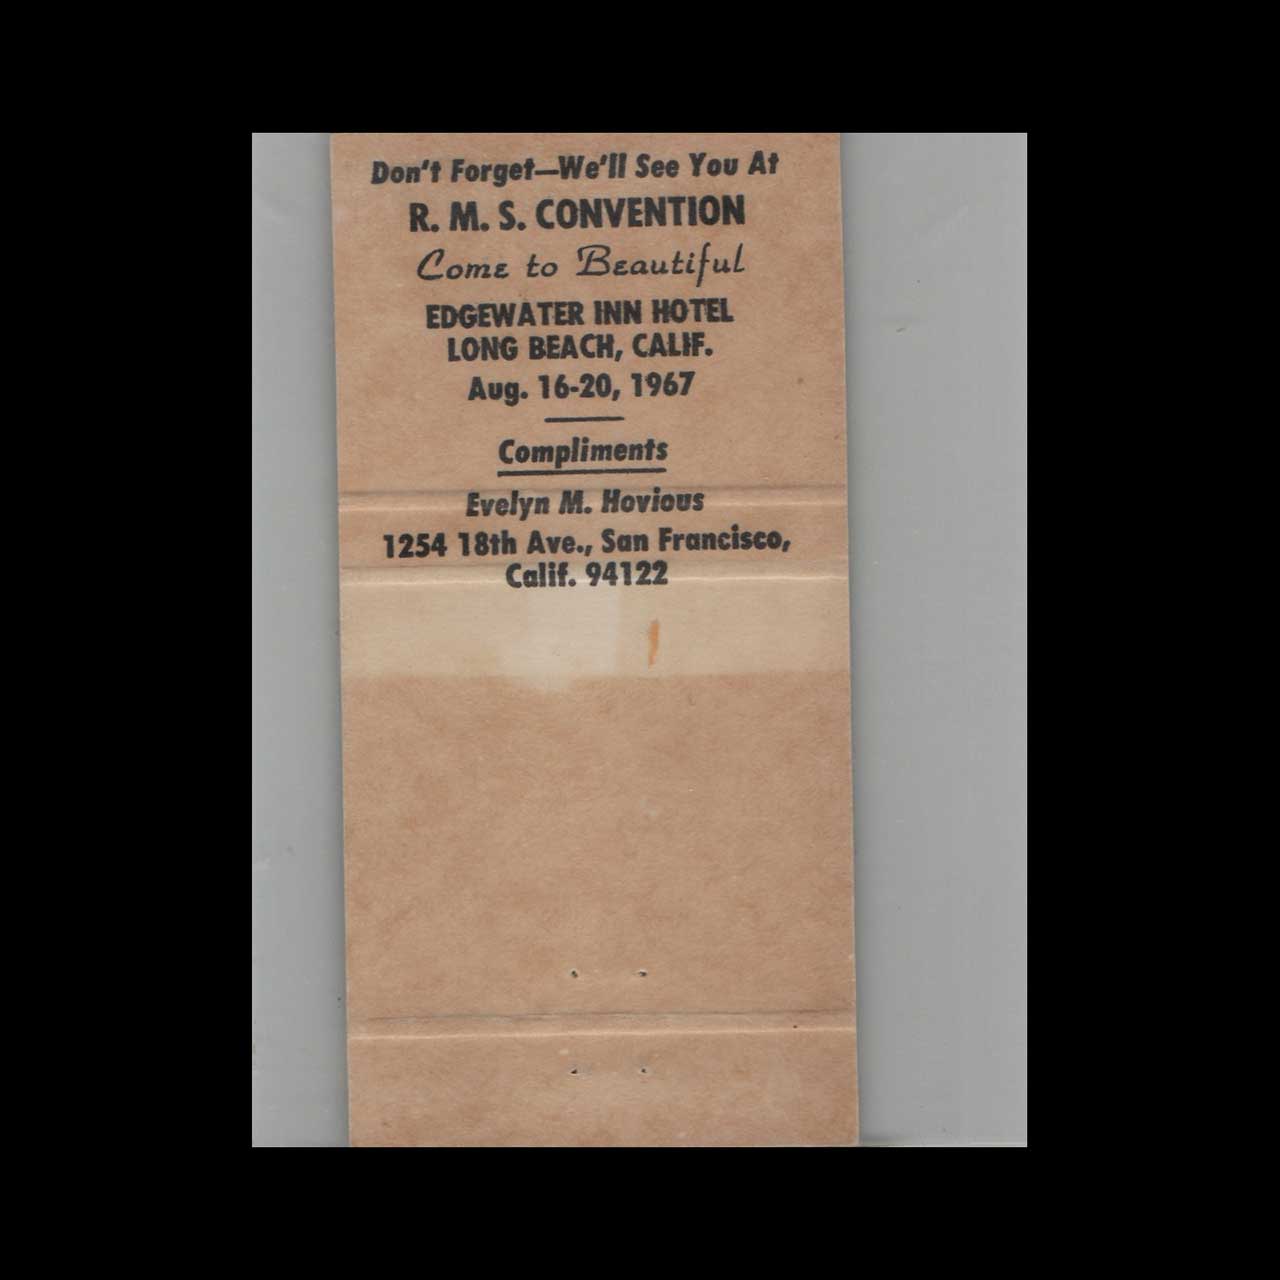 Don't Forget—We'll See You At
R. M. S. CONVENTION
Come to Beautiful
EDGEWATER INN HOTEL
LONG BEACH, CALIF.
Aug. 16-20, 1967
Compliments
Evelyn M. Hovious
1254 18th Ave., San Francisco,
Calif. 94122